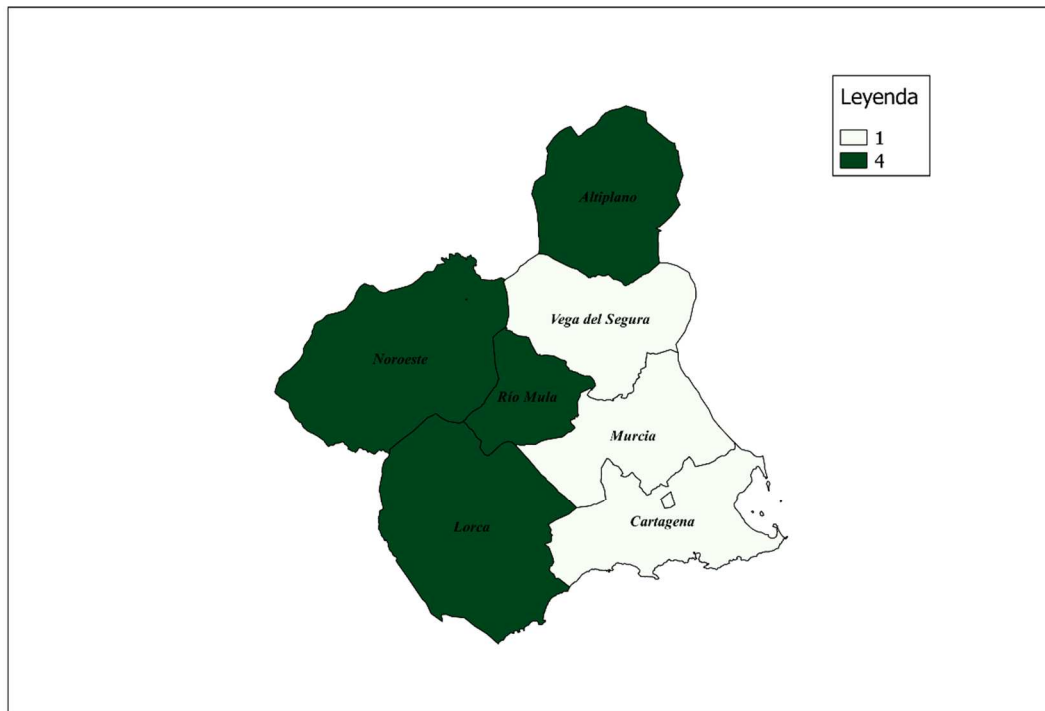 Leyenda
1
4
Altiplano
Vega del Segura
Noroeste
Río Mula
Murcia
Cartagena
Lorca